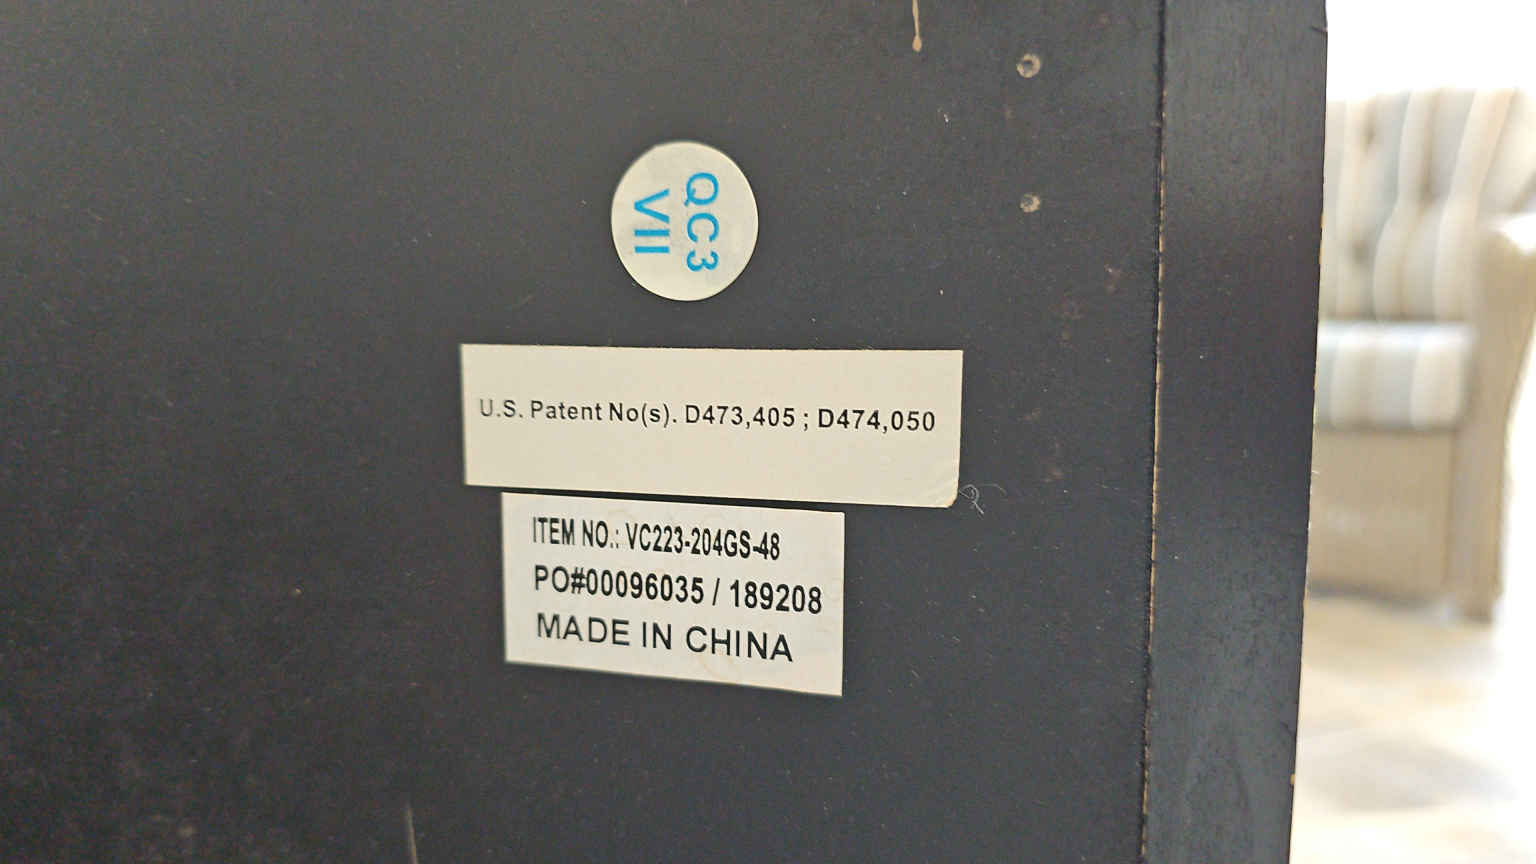 QC3
VII
U.S. Patent No(s). D473,405 ; D474,050
ITEM NO.: VC223-204GS-48
PO#00096035 / 189208
MADE IN CHINA